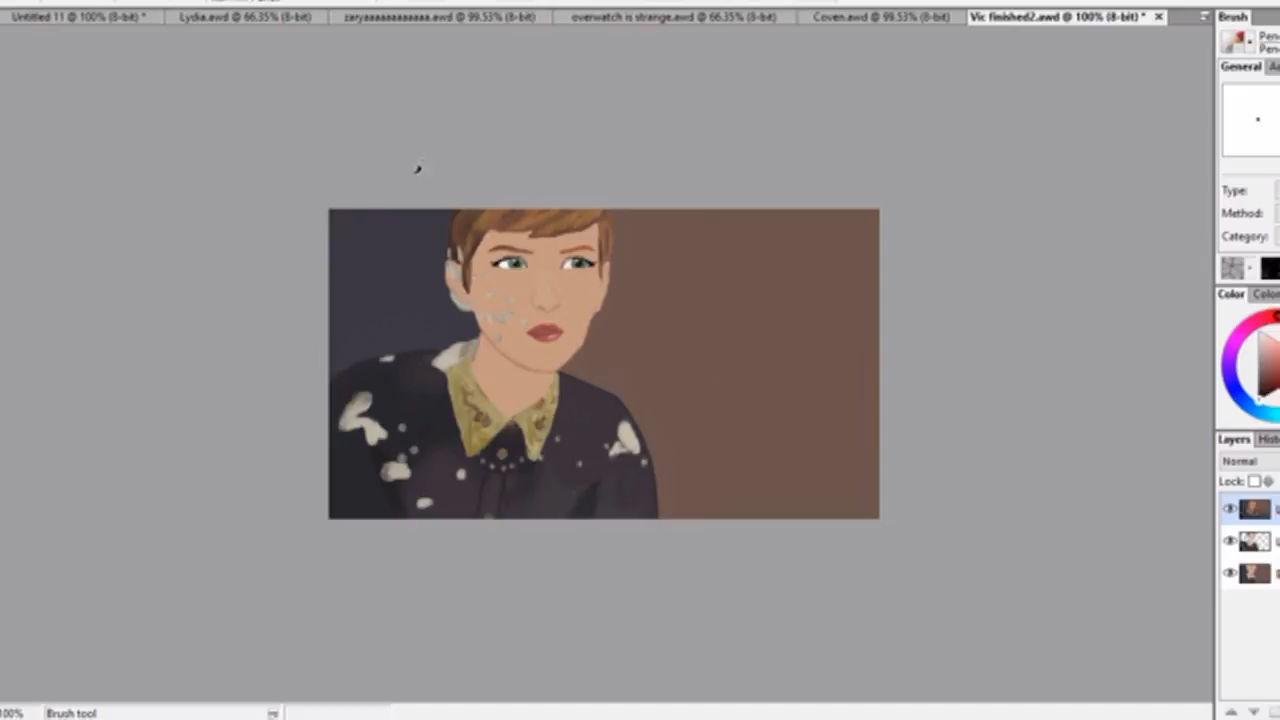 Untitled 11 @ 100% (8-bit) * Lydia.awd @ 66.35% (8-bit) zaryaaaaaaaaaaa.awd @ 99.53% (8-bit) overwatch is strange.awd @ 66.35% (8-bit) Coven.awd @ 99.53% (8-bit) Vic finished2.awd @ 100% (8-bit) * ×
Brush
Pen
Pen
General
Type:
Method:
Category:
Color
Layers
Normal
Lock:
100% Brush tool